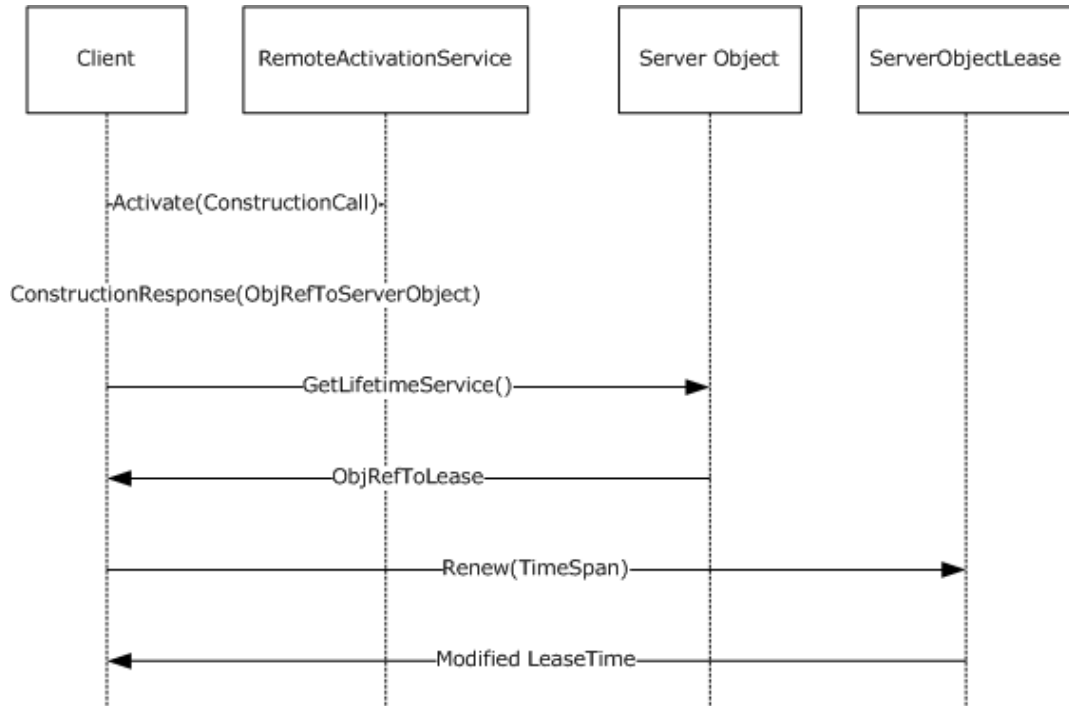 Client
RemoteActivationService
Server Object
ServerObjectLease
Activate(ConstructionCall)
ConstructionResponse(ObjRefToServerObject)
GetLifetimeService()
ObjRefToLease
Renew(TimeSpan)
Modified LeaseTime